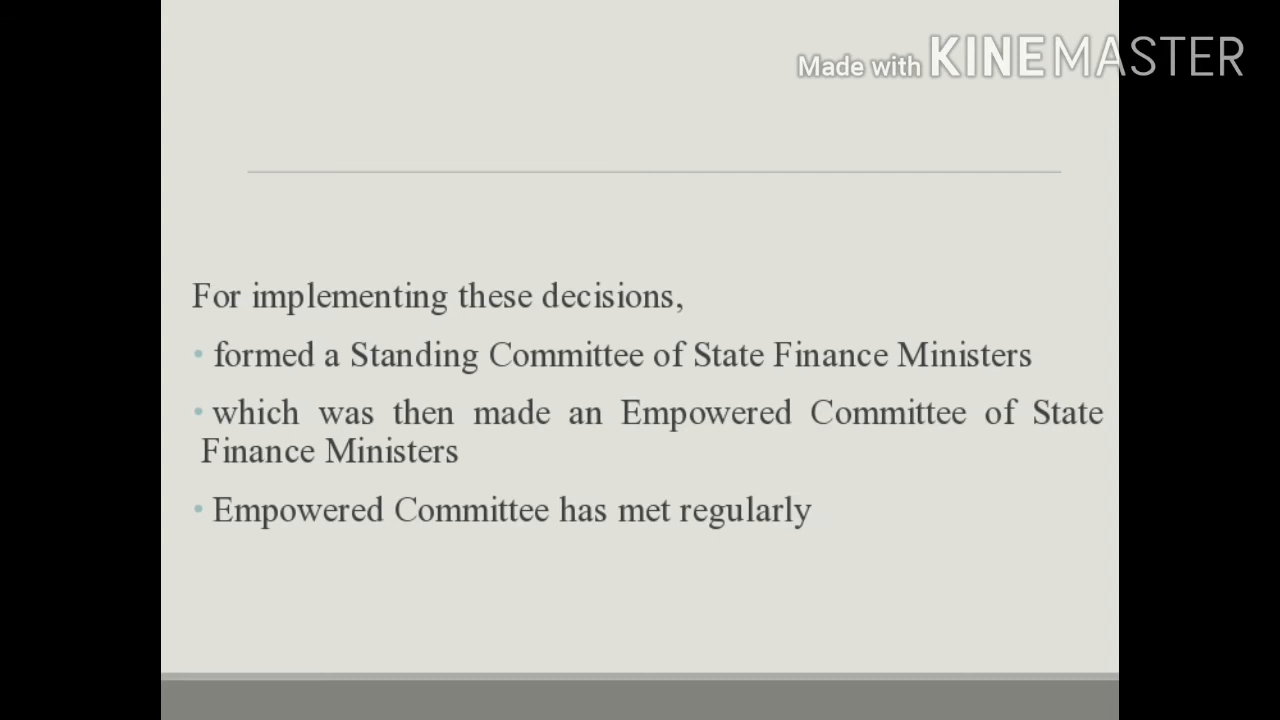 Made with KINEMASTER
For implementing these decisions,
• formed a Standing Committee of State Finance Ministers
• which was then made an Empowered Committee of State
Finance Ministers
• Empowered Committee has met regularly